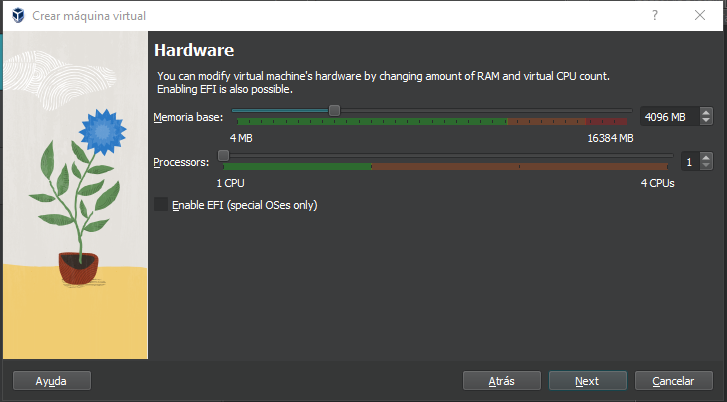 Crear máquina virtual
?
Hardware
You can modify virtual machine's hardware by changing amount of RAM and virtual CPU count.
Enabling EFI is also possible.
Memoria base:
4096 MB
4 MB
16384 MB
Processors:
1
1 CPU
4 CPUs
Enable EFI (special OSes only)
Ayuda
Atrás
Next
Cancelar